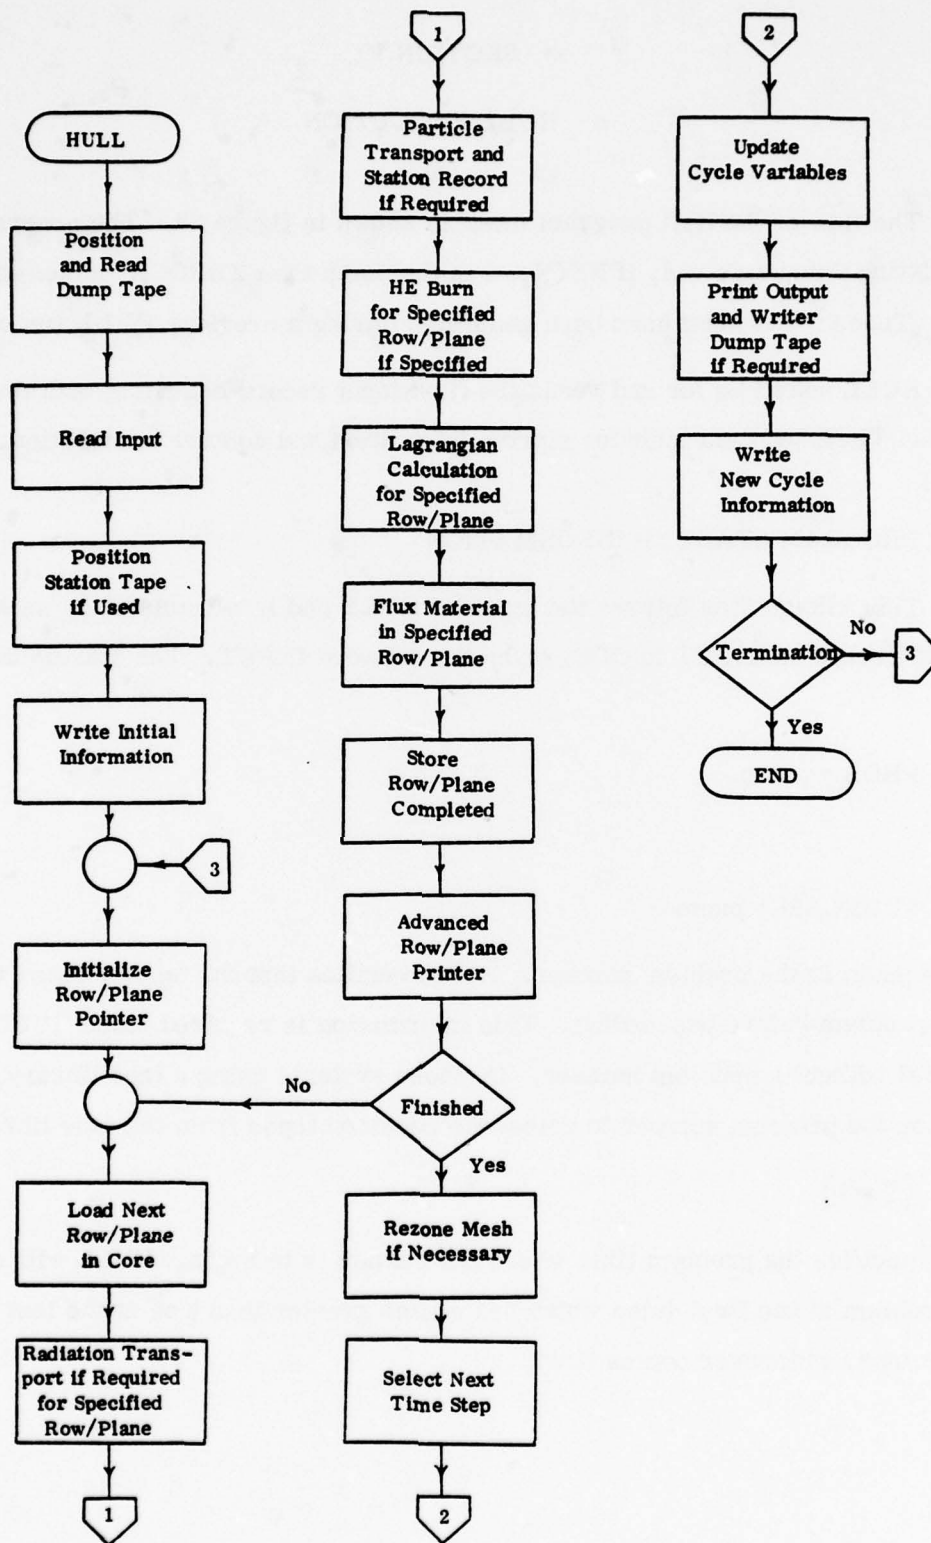 HULL
Position
and Read
Dump Tape
Read Input
Position
Station Tape
if Used
Write Initial
Information
3
Initialize
Row/Plane
Pointer
Load Next
Row/Plane
in Core
Radiation Trans-
port if Required
for Specified
Row/Plane
1
1
Particle
Transport and
Station Record
if Required
HE Burn
for Specified
Row/Plane
if Specified
Lagrangian
Calculation
for Specified
Row/Plane
Flux Material
in Specified
Row/Plane
Store
Row/Plane
Completed
Advanced
Row/Plane
Printer
No
Finished
Yes
Rezone Mesh
if Necessary
Select Next
Time Step
2
2
Update
Cycle Variables
Print Output
and Writer
Dump Tape
if Required
Write
New Cycle
Information
No
Termination
3
Yes
END